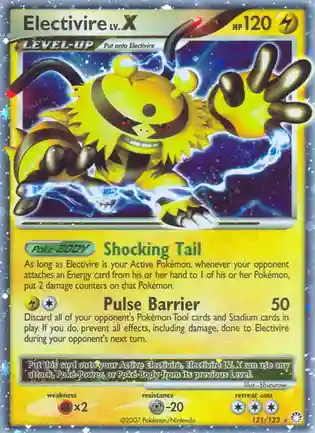 Electivire LV.X HP 120
LEVEL-UP Put onto Electivire
Poké-BODY Shocking Tail
As long as Electivire is your Active Pokémon, whenever your opponent
attaches an Energy card from his or her hand to 1 of his or her Pokémon,
put 2 damage counters on that Pokémon.
Pulse Barrier 50
Discard all of your opponent's Pokémon Tool cards and Stadium cards in
play. If you do, prevent all effects, including damage, done to Electivire
during your opponent's next turn.
Put this card onto your Active Electivire. Electivire LV.X can use any
attack, Poké-Power, or Poké-Body from its previous Level.
Illus. Shizurow
weakness resistance retreat cost
×2 -20
©2007 Pokémon/Nintendo 121/123